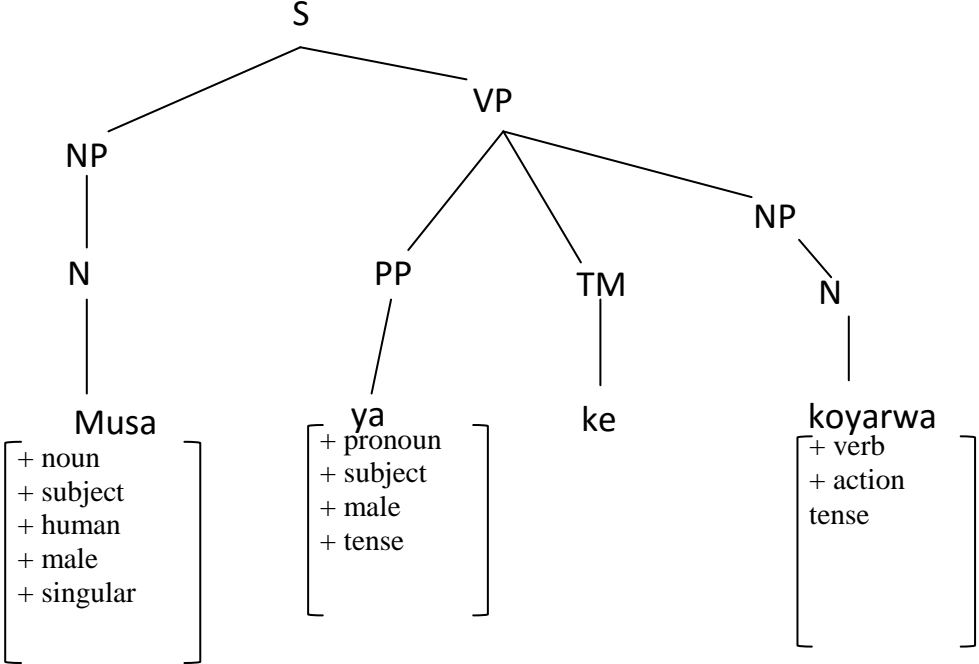 S
VP
NP
NP
N
PP
TM
N
Musa
ya
ke
koyarwa
+ noun
+ subject
+ human
+ male
+ singular
+ pronoun
+ subject
+ male
+ tense
+ verb
+ action
tense